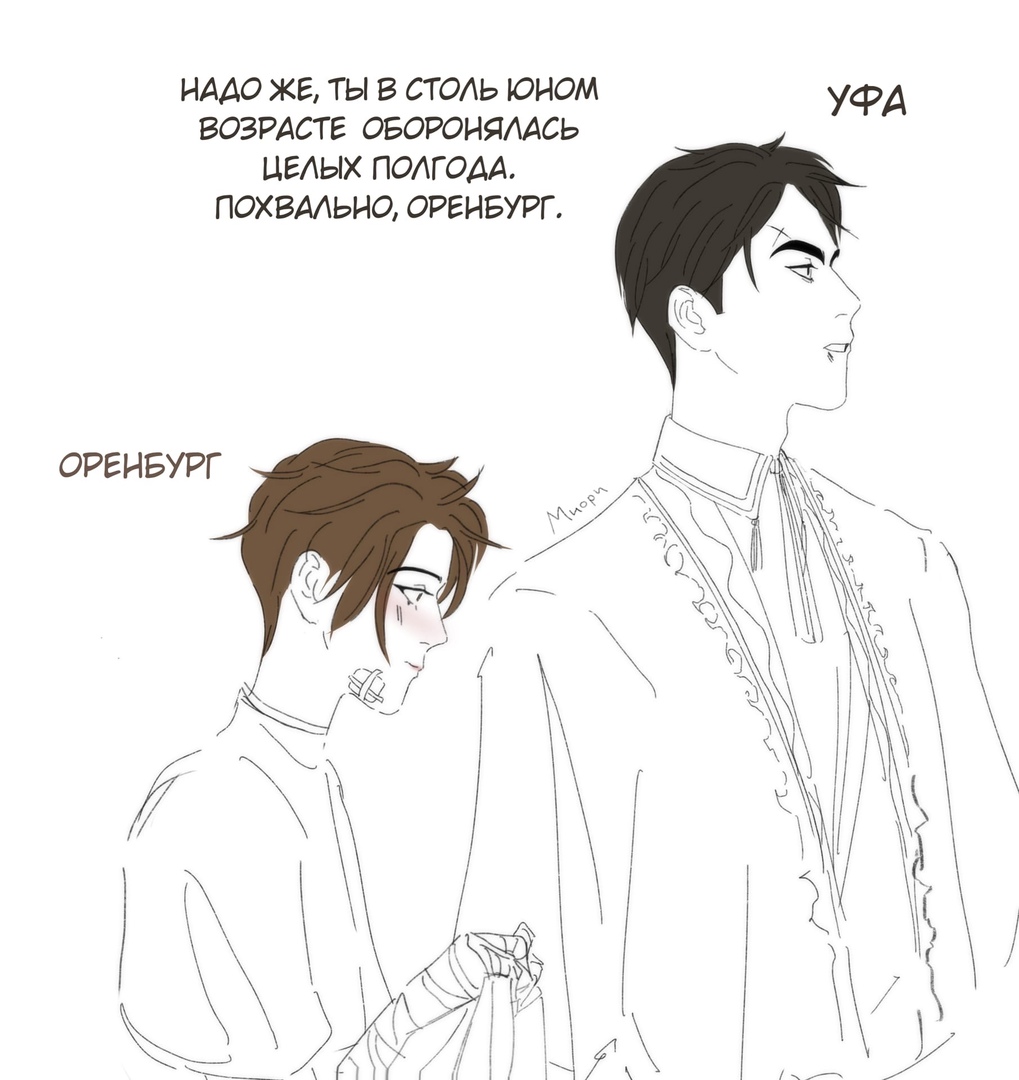 НАДО ЖЕ, ТЫ В СТОЛЬ ЮНОМ
ВОЗРАСТЕ ОБОРОНЯЛАСЬ
ЦЕЛЫХ ПОЛГОДА.
ПОХВАЛЬНО, ОРЕНБУРГ.
УФА
ОРЕНБУРГ
Миори